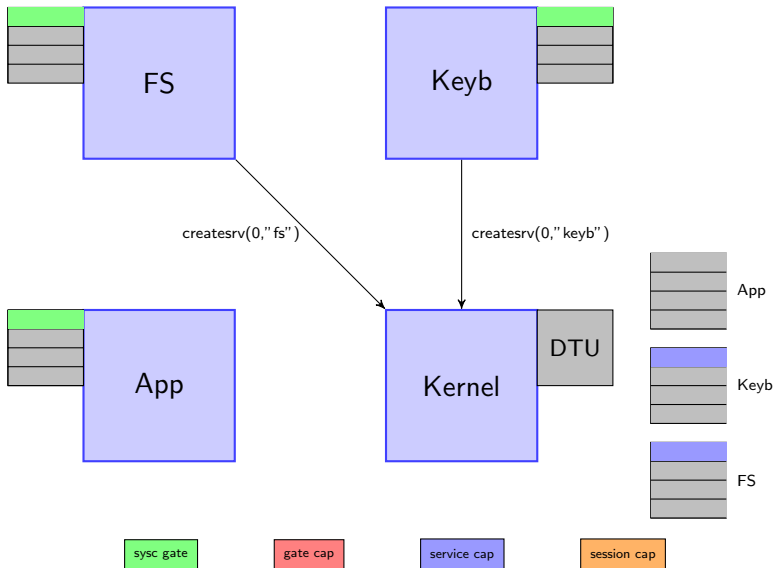 FS
Keyb
createsrv(0,"fs")
createsrv(0,"keyb")
App
Kernel
DTU
App
Keyb
FS
sysc gate
gate cap
service cap
session cap